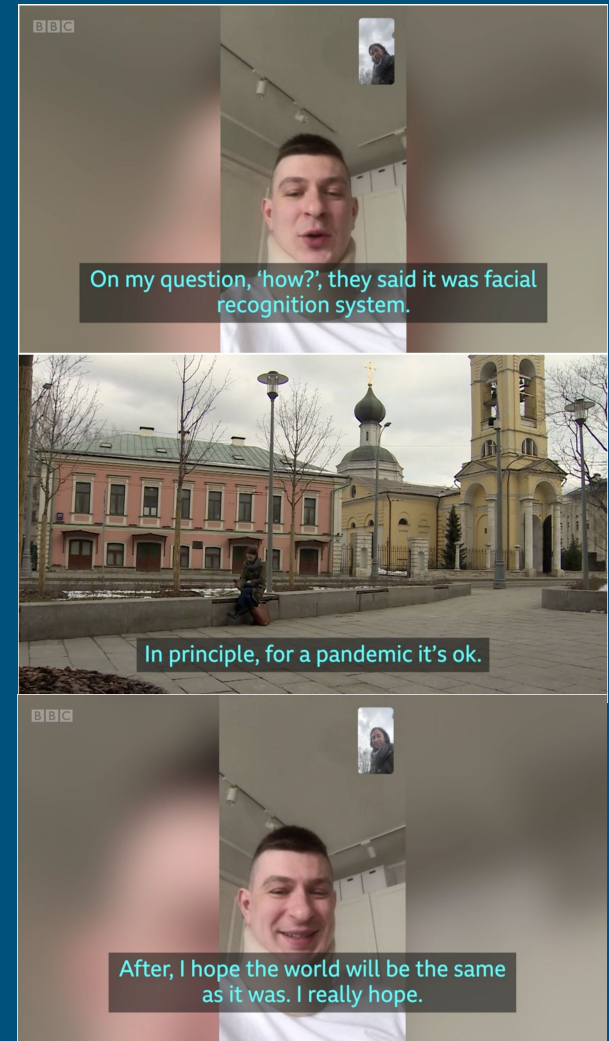 BBC
On my question, ‘how?’, they said it was facial
recognition system.
In principle, for a pandemic it’s ok.
BBC
After, I hope the world will be the same
as it was. I really hope.